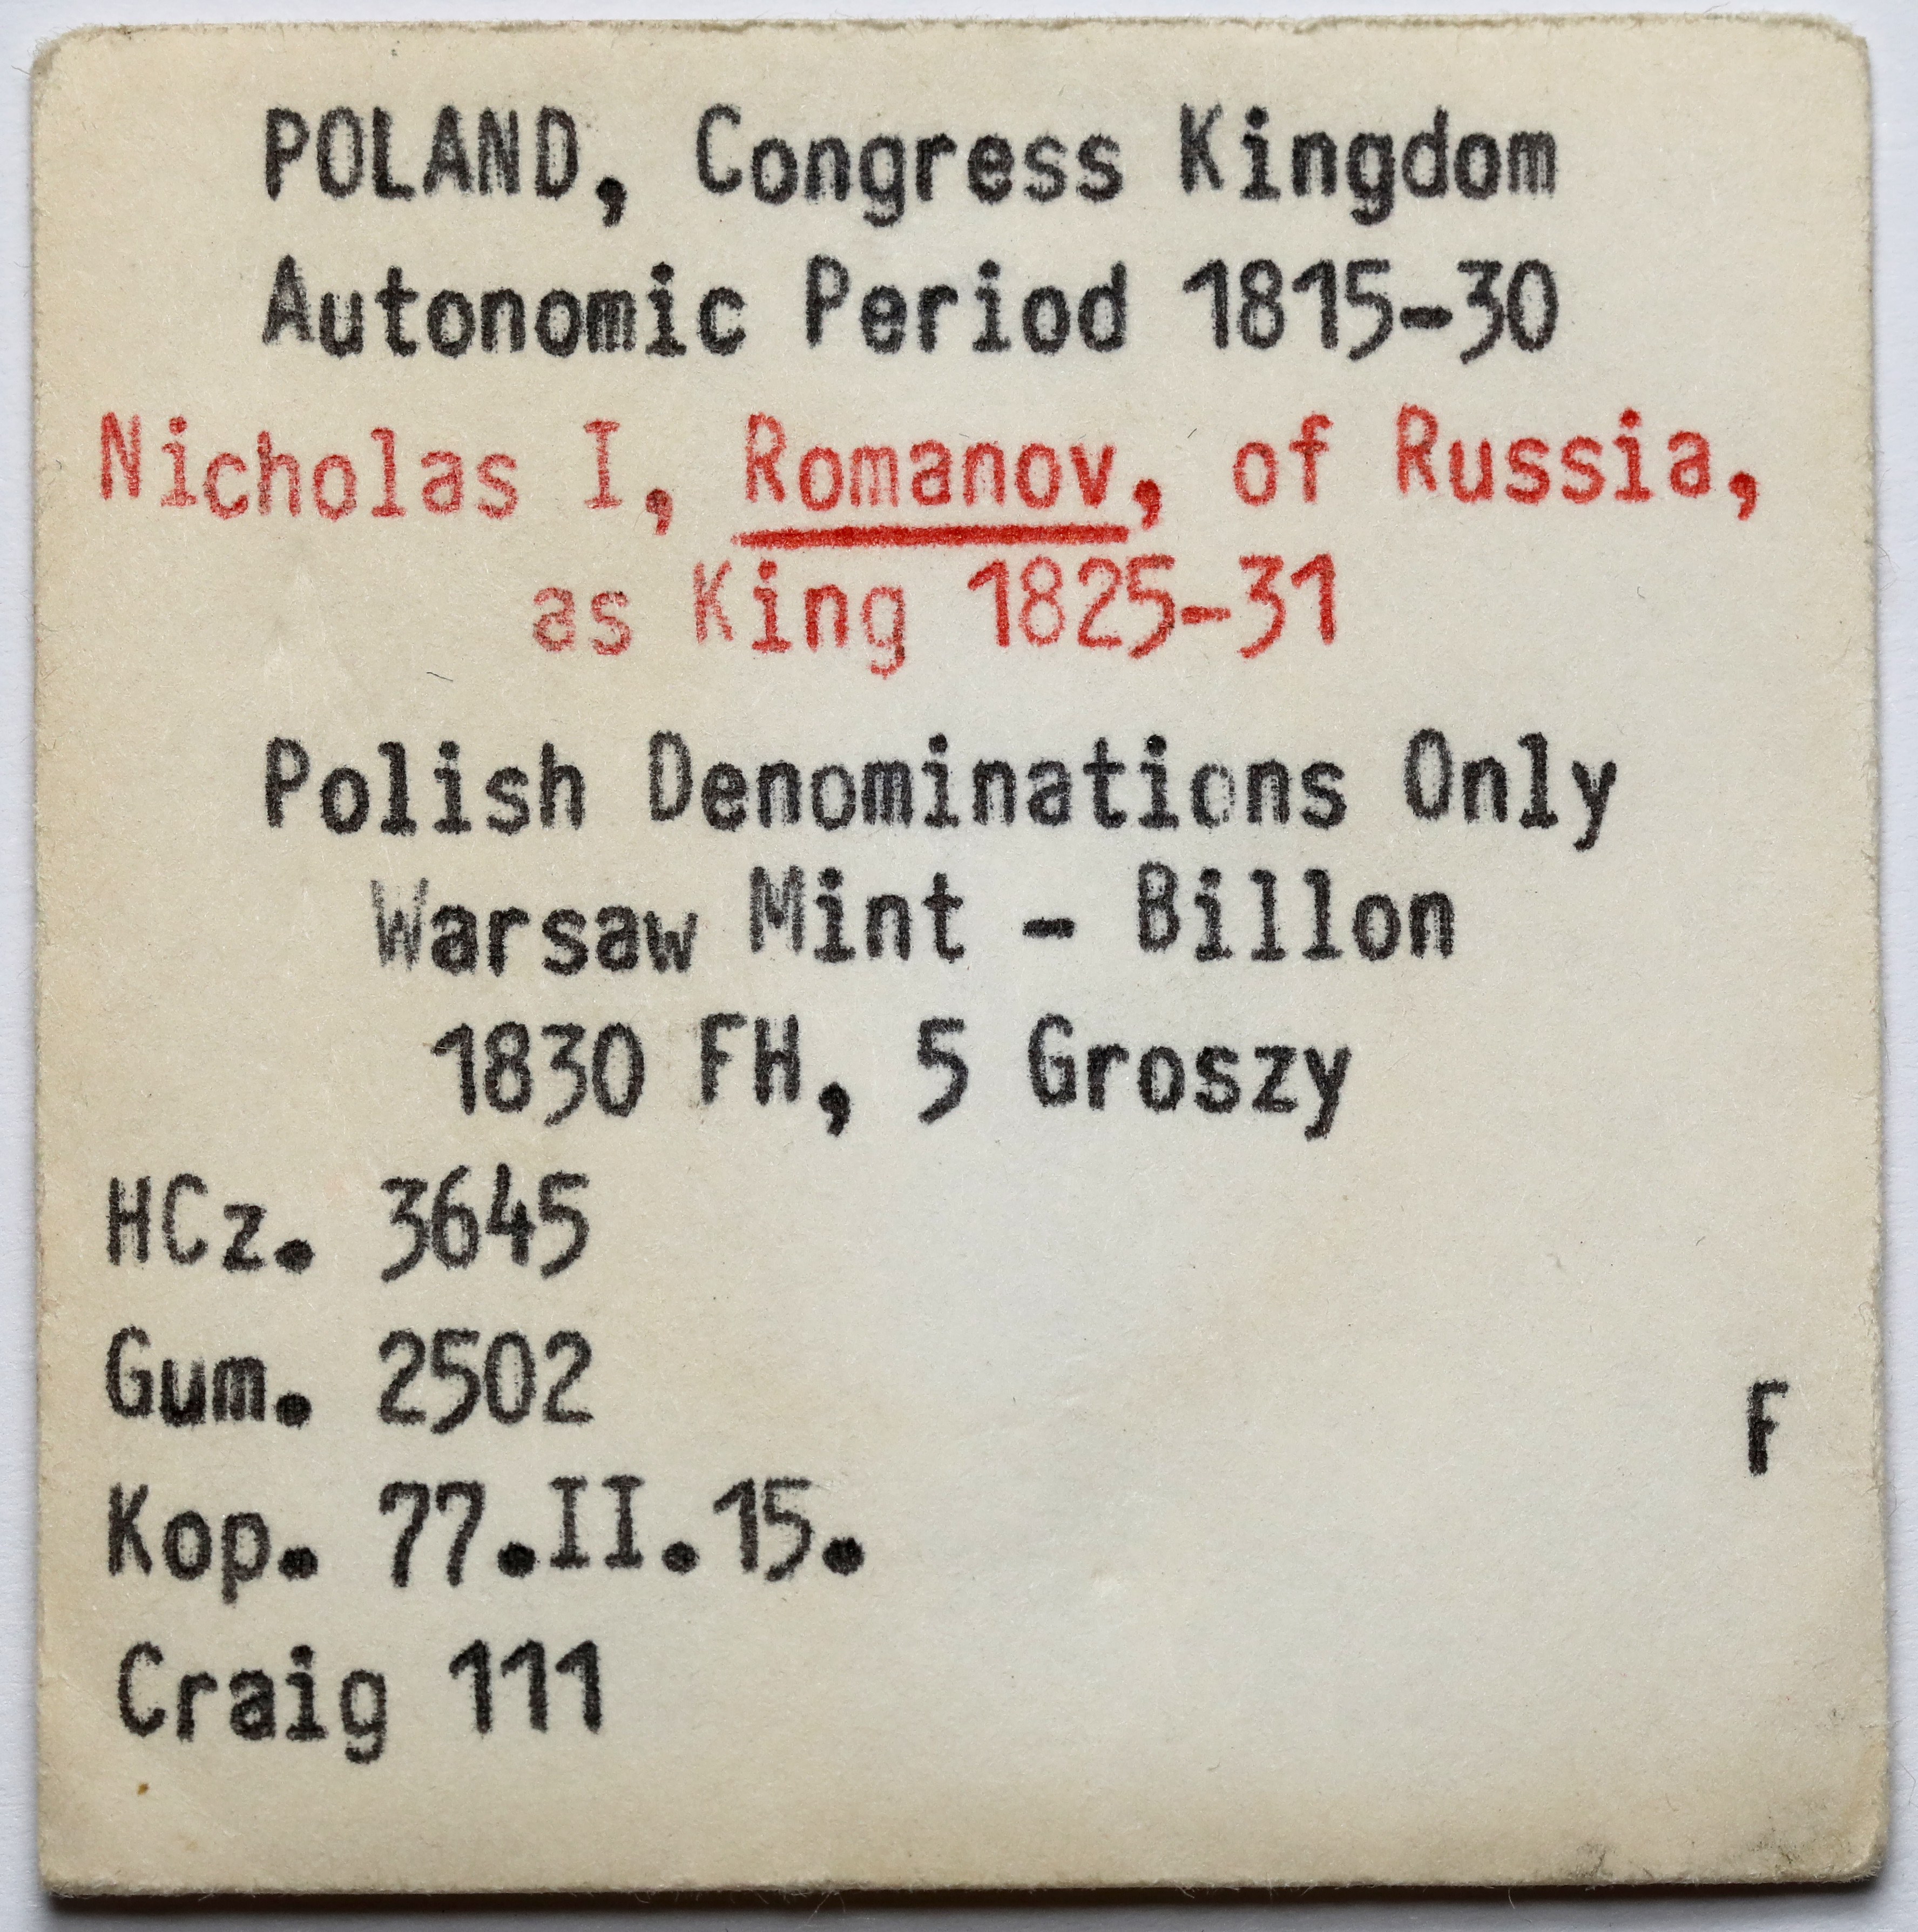 POLAND, Congress Kingdom
Autonomic Period 1815-30
Nicholas I, Romanov, of Russia,
as King 1825-31
Polish Denominations Only
Warsaw Mint - Billon
1830 FH, 5 Groszy
HCz. 3645
Gum. 2502
F
Kop. 77.II.15.
Craig 111